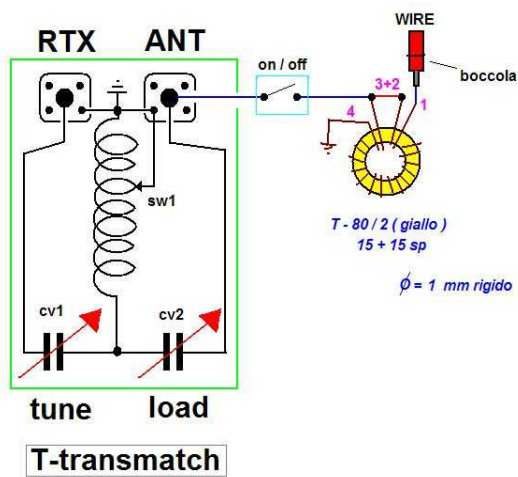 RTX ANT
on / off
WIRE
boccola
3+2
4
1
sw1
T - 80 / 2 ( giallo )
15 + 15 sp
ϕ = 1 mm rigido
cv1
cv2
tune load
T-transmatch